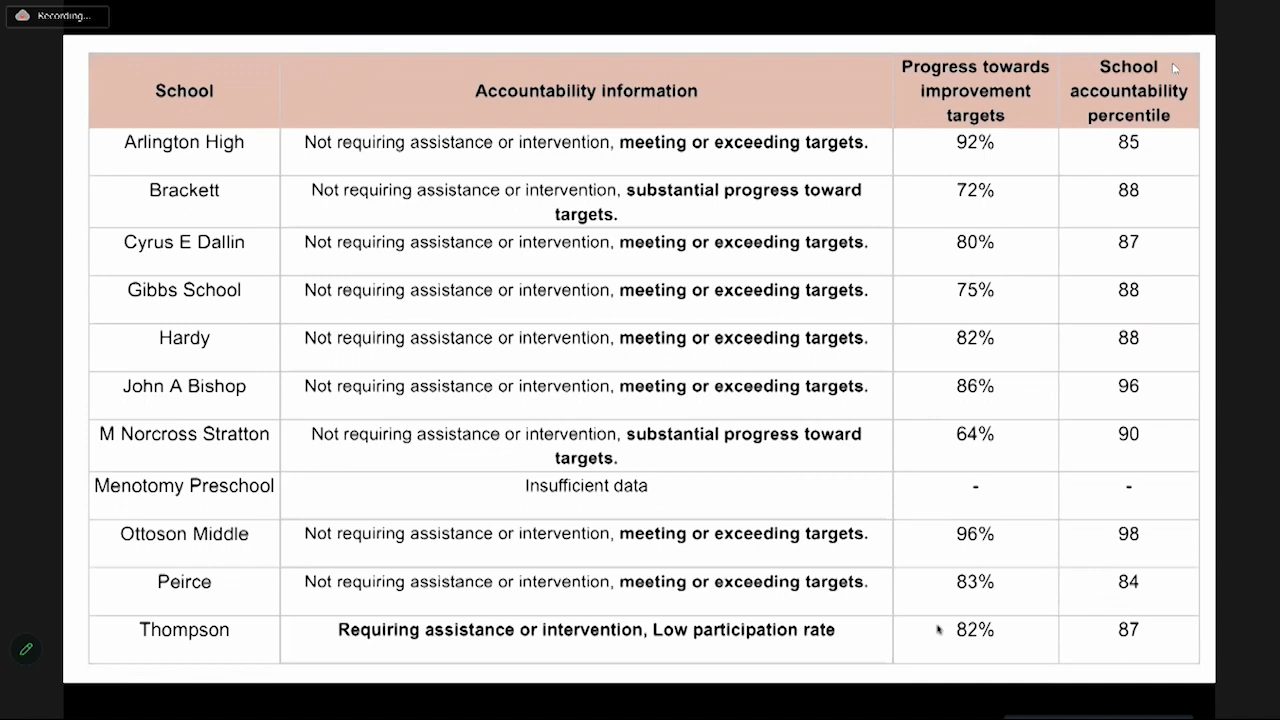 Recording...
School
Accountability information
Progress towards
improvement
targets
School
accountability
percentile
Arlington High
Not requiring assistance or intervention, meeting or exceeding targets.
92%
85
Brackett
Not requiring assistance or intervention, substantial progress toward
targets.
72%
88
Cyrus E Dallin
Not requiring assistance or intervention, meeting or exceeding targets.
80%
87
Gibbs School
Not requiring assistance or intervention, meeting or exceeding targets.
75%
88
Hardy
Not requiring assistance or intervention, meeting or exceeding targets.
82%
88
John A Bishop
Not requiring assistance or intervention, meeting or exceeding targets.
86%
96
M Norcross Stratton
Not requiring assistance or intervention, substantial progress toward
targets.
64%
90
Menotomy Preschool
Insufficient data
-
-
Ottoson Middle
Not requiring assistance or intervention, meeting or exceeding targets.
96%
98
Peirce
Not requiring assistance or intervention, meeting or exceeding targets.
83%
84
Thompson
Requiring assistance or intervention, Low participation rate
82%
87